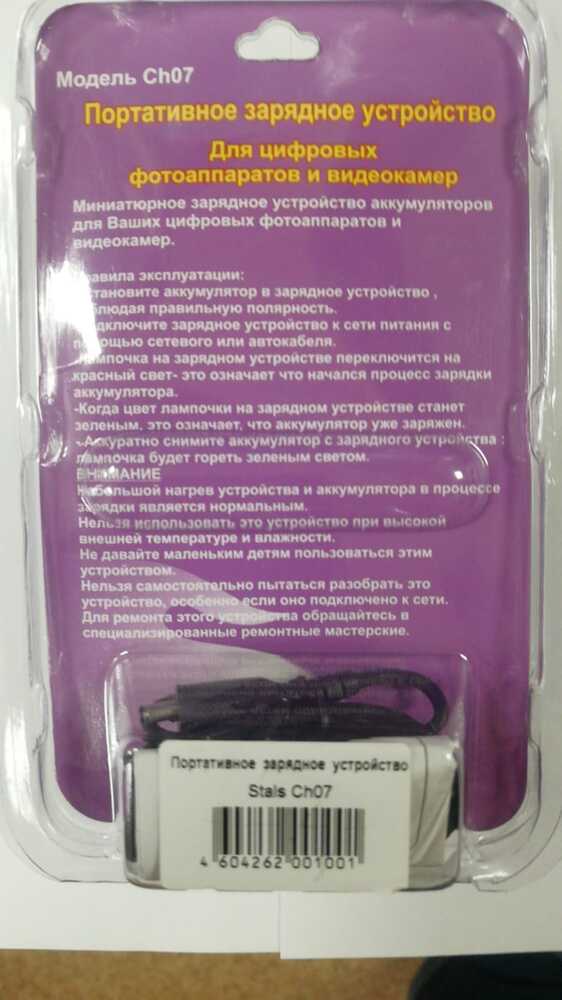 Модель Ch07
Портативное зарядное устройство
Для цифровых
фотоаппаратов и видеокамер
Миниатюрное зарядное устройство аккумуляторов
для Ваших цифровых фотоаппаратов и
видеокамер.
Правила эксплуатации:
-Установите аккумулятор в зарядное устройство ,
соблюдая правильную полярность.
-Подключите зарядное устройство к сети питания с
помощью сетевого или автокабеля.
-Лампочка на зарядном устройстве переключится на
красный свет- это означает что начался процесс зарядки
аккумулятора.
-Когда цвет лампочки на зарядном устройстве станет
зеленым, это означает, что аккумулятор уже заряжен.
-Аккуратно снимите аккумулятор с зарядного устройства :
лампочка будет гореть зеленым светом.
ВНИМАНИЕ
Небольшой нагрев устройства и аккумулятора в процессе
зарядки является нормальным.
Нельзя использовать это устройство при высокой
внешней температуре и влажности.
Не давайте маленьким детям пользоваться этим
устройством.
Нельзя самостоятельно пытаться разобрать это
устройство, особенно если оно подключено к сети.
Для ремонта этого устройства обращайтесь в
специализированные ремонтные мастерские.
Портативное зарядное устройство
Stals Ch07
4 604262 001001